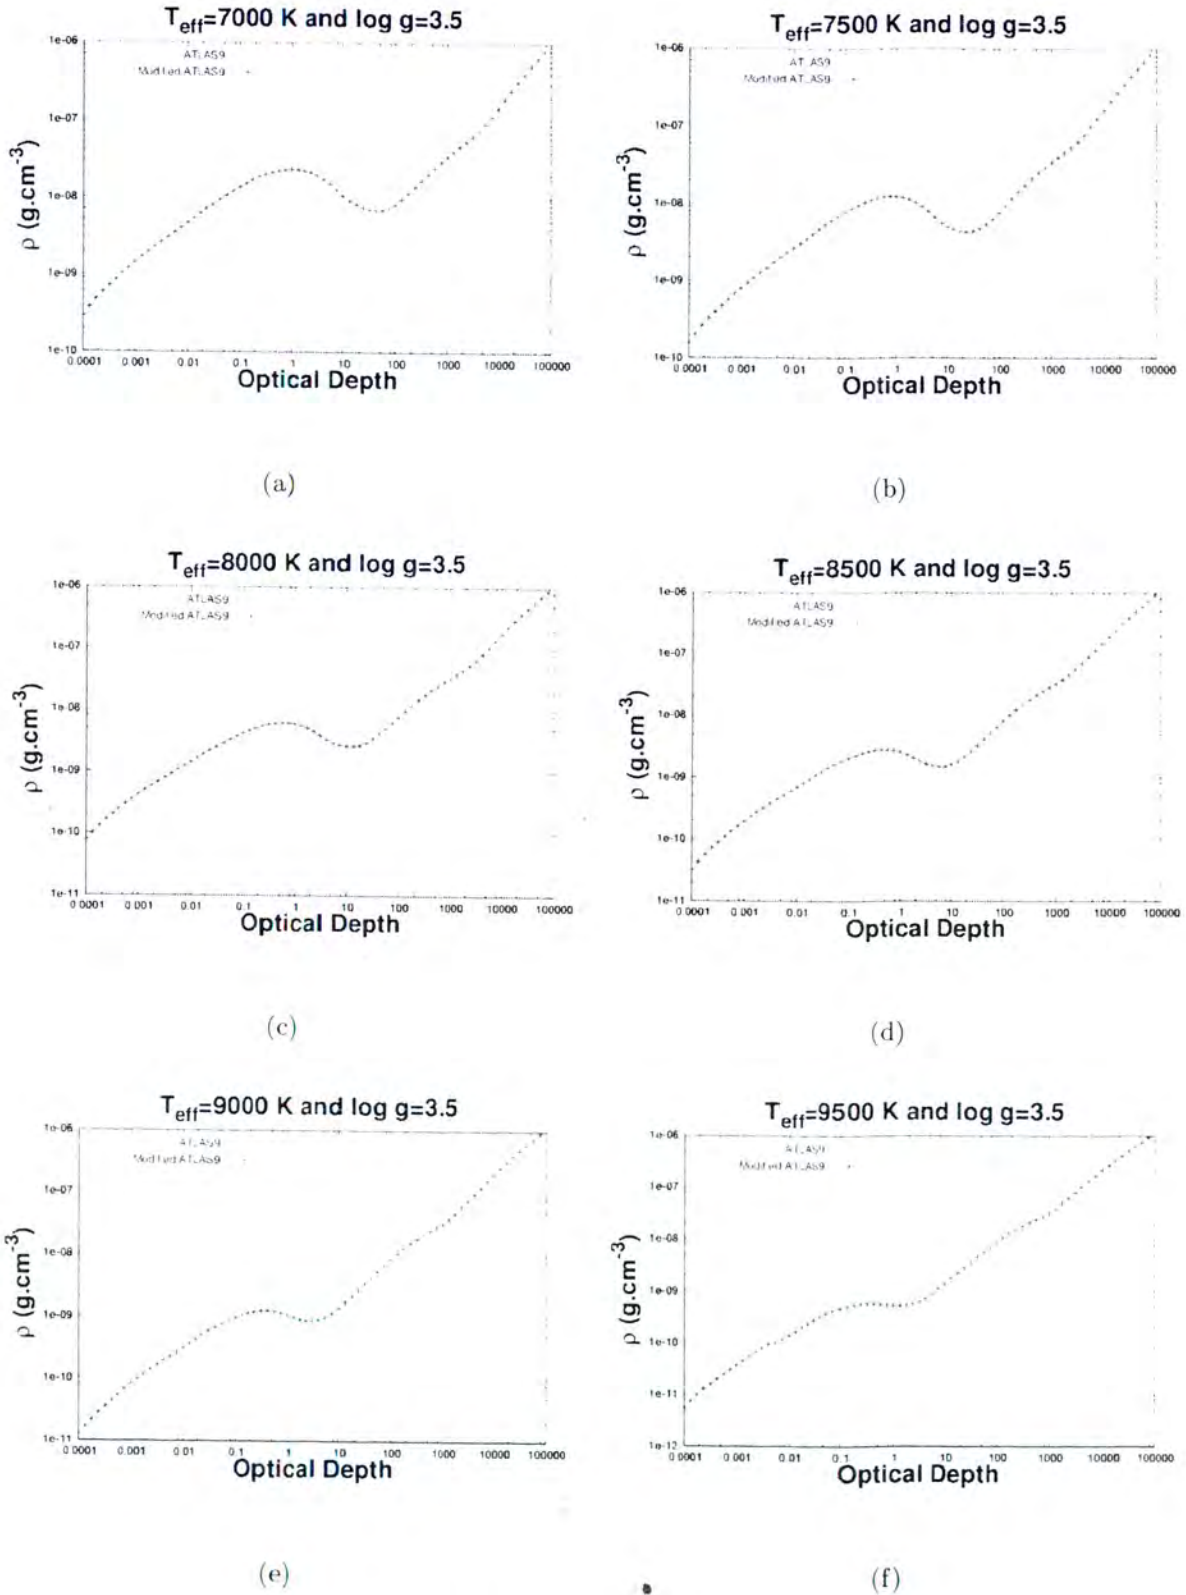 T_eff=7000 K and log g=3.5
1e-06
ATLAS9
Modified ATLAS9
1e-07
1e-08
1e-09
1e-10
ρ (g.cm^-3)
0.0001 0.001 0.01 0.1 1 10 100 1000 10000 100000
Optical Depth
(a)
T_eff=7500 K and log g=3.5
1e-06
ATLAS9
Modified ATLAS9
1e-07
1e-08
1e-09
1e-10
ρ (g.cm^-3)
0.0001 0.001 0.01 0.1 1 10 100 1000 10000 100000
Optical Depth
(b)
T_eff=8000 K and log g=3.5
1e-06
ATLAS9
Modified ATLAS9
1e-07
1e-08
1e-09
1e-10
1e-11
ρ (g.cm^-3)
0.0001 0.001 0.01 0.1 1 10 100 1000 10000 100000
Optical Depth
(c)
T_eff=8500 K and log g=3.5
1e-06
ATLAS9
Modified ATLAS9
1e-07
1e-08
1e-09
1e-10
1e-11
ρ (g.cm^-3)
0.0001 0.001 0.01 0.1 1 10 100 1000 10000 100000
Optical Depth
(d)
T_eff=9000 K and log g=3.5
1e-06
ATLAS9
Modified ATLAS9
1e-07
1e-08
1e-09
1e-10
1e-11
ρ (g.cm^-3)
0.0001 0.001 0.01 0.1 1 10 100 1000 10000 100000
Optical Depth
(e)
T_eff=9500 K and log g=3.5
1e-06
ATLAS9
Modified ATLAS9
1e-07
1e-08
1e-09
1e-10
1e-11
1e-12
ρ (g.cm^-3)
0.0001 0.001 0.01 0.1 1 10 100 1000 10000 100000
Optical Depth
(f)